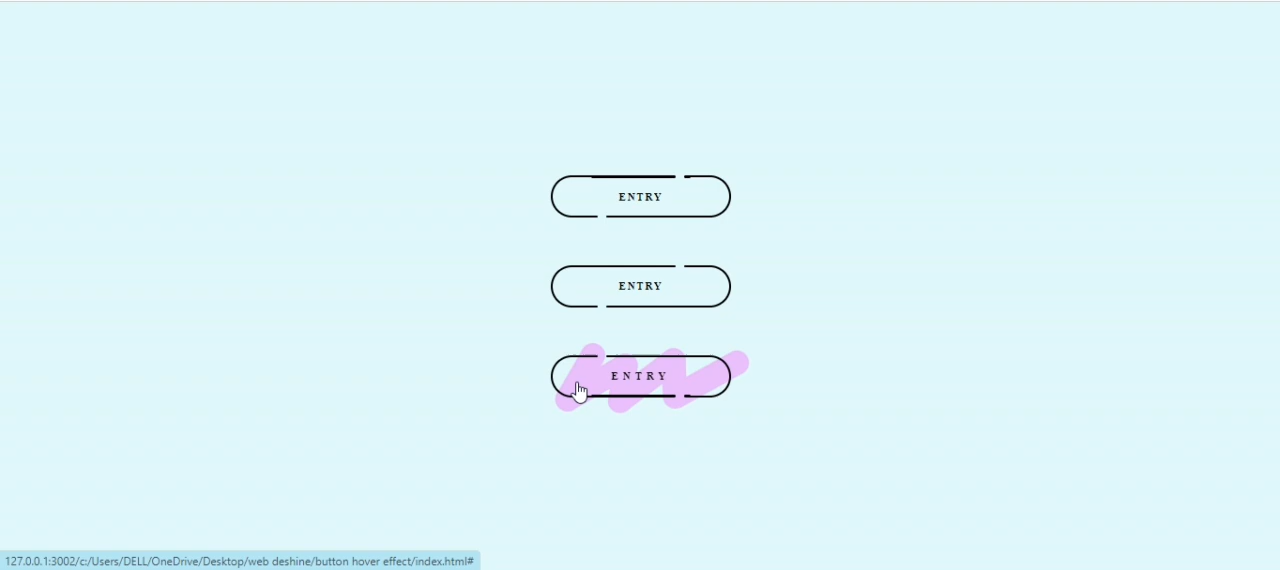 ENTRY
ENTRY
ENTRY
127.0.0.1:3002/c:/Users/DELL/OneDrive/Desktop/web deshine/button hover effect/index.html#